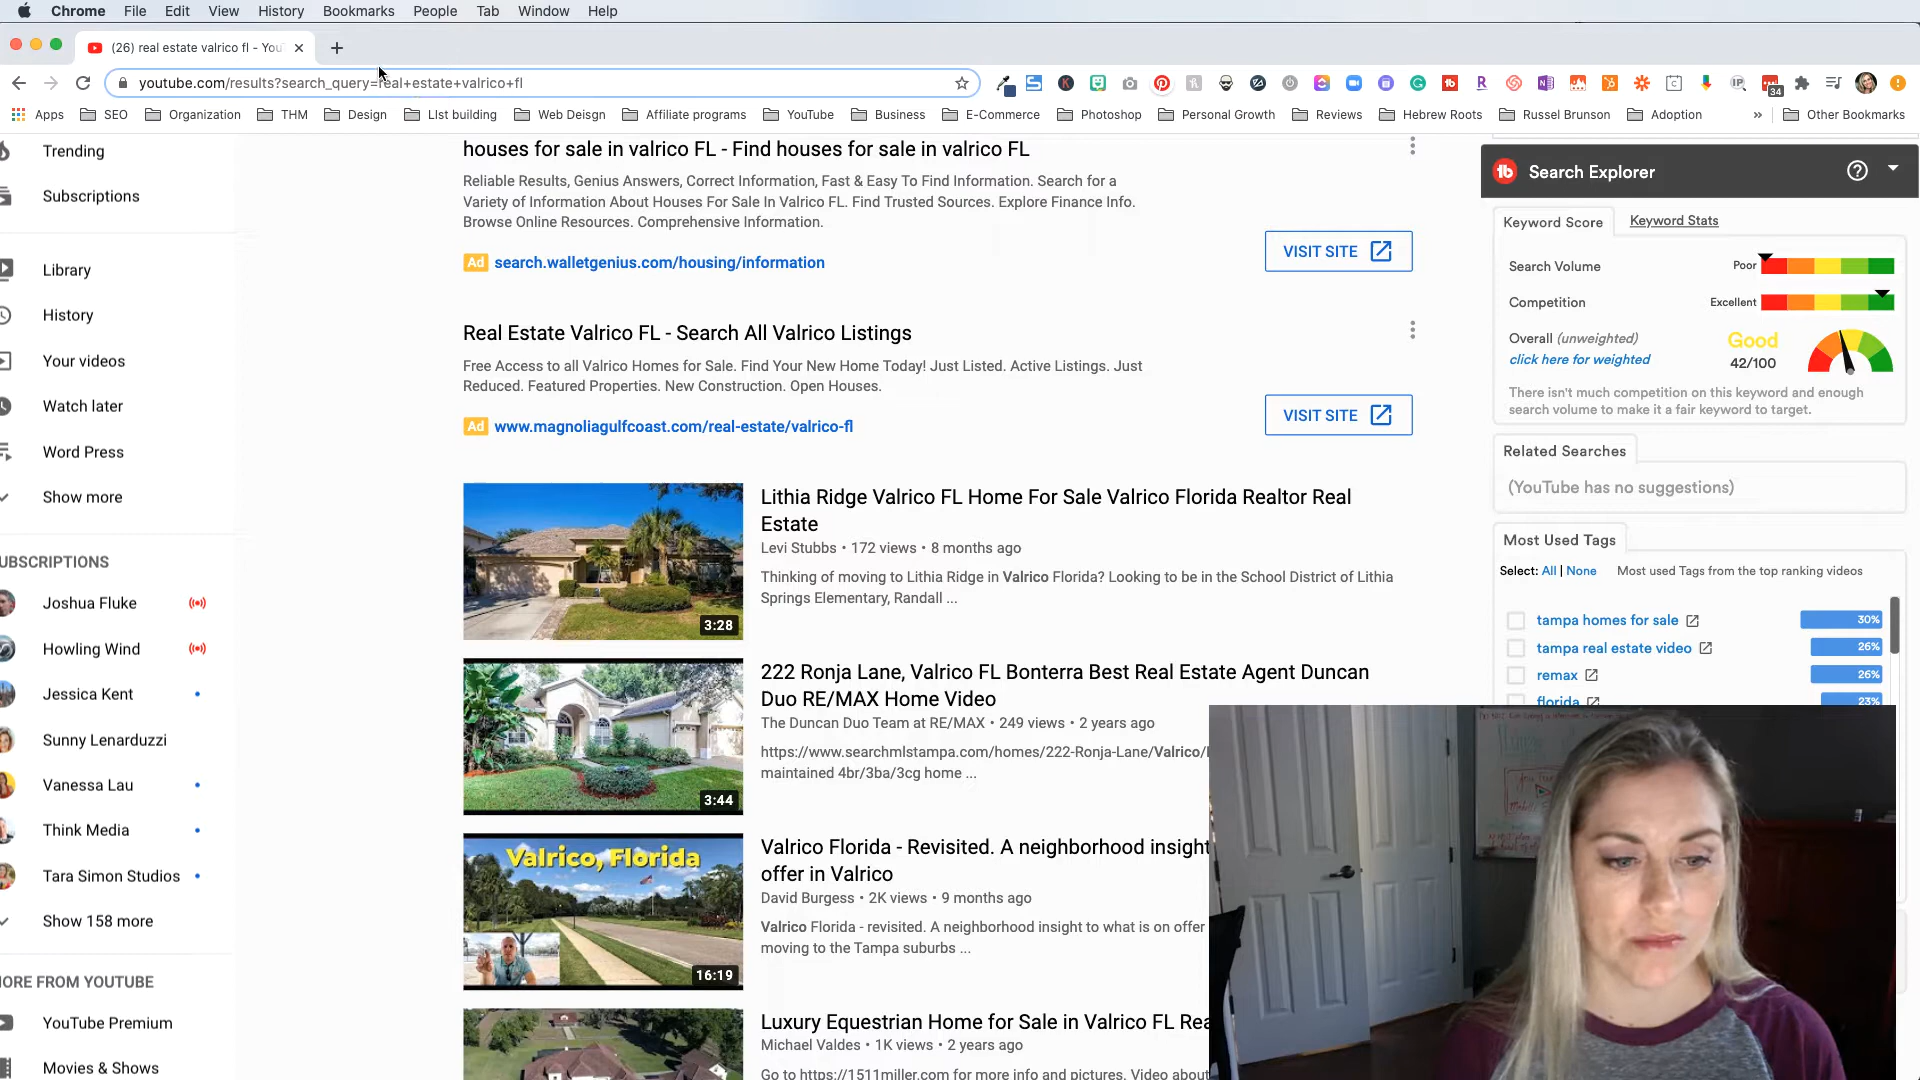 Chrome File Edit View History Bookmarks People Tab Window Help
(26) real estate valrico fl - You
youtube.com/results?search_query=real+estate+valrico+fl
34
Apps SEO Organization THM Design LIst building Web Deisgn Affiliate programs YouTube Business E-Commerce Photoshop Personal Growth Reviews Hebrew Roots Russel Brunson Adoption » Other Bookmarks
Trending
Subscriptions
Library
History
Your videos
Watch later
Word Press
Show more
UBSCRIPTIONS
Joshua Fluke
Howling Wind
Jessica Kent
Sunny Lenarduzzi
Vanessa Lau
Think Media
Tara Simon Studios
Show 158 more
ORE FROM YOUTUBE
YouTube Premium
Movies & Shows
houses for sale in valrico FL - Find houses for sale in valrico FL
Reliable Results, Genius Answers, Correct Information, Fast & Easy To Find Information. Search for a
Variety of Information About Houses For Sale In Valrico FL. Find Trusted Sources. Explore Finance Info.
Browse Online Resources. Comprehensive Information.
Ad search.walletgenius.com/housing/information
VISIT SITE
Real Estate Valrico FL - Search All Valrico Listings
Free Access to all Valrico Homes for Sale. Find Your New Home Today! Just Listed. Active Listings. Just
Reduced. Featured Properties. New Construction. Open Houses.
Ad www.magnoliagulfcoast.com/real-estate/valrico-fl
VISIT SITE
3:28
Lithia Ridge Valrico FL Home For Sale Valrico Florida Realtor Real
Estate
Levi Stubbs • 172 views • 8 months ago
Thinking of moving to Lithia Ridge in Valrico Florida? Looking to be in the School District of Lithia
Springs Elementary, Randall ...
3:44
222 Ronja Lane, Valrico FL Bonterra Best Real Estate Agent Duncan
Duo RE/MAX Home Video
The Duncan Duo Team at RE/MAX • 249 views • 2 years ago
https://www.searchmlstampa.com/homes/222-Ronja-Lane/Valrico/
maintained 4br/3ba/3cg home ...
Valrico, Florida
16:19
Valrico Florida - Revisited. A neighborhood insight
offer in Valrico
David Burgess • 2K views • 9 months ago
Valrico Florida - revisited. A neighborhood insight to what is on offer
moving to the Tampa suburbs ...
Luxury Equestrian Home for Sale in Valrico FL Rea
Michael Valdes • 1K views • 2 years ago
Go to https://1511miller.com for more info and pictures. Video about
tb Search Explorer
Keyword Score Keyword Stats
Search Volume Poor
Competition Excellent
Overall (unweighted) Good
click here for weighted 42/100
There isn't much competition on this keyword and enough
search volume to make it a fair keyword to target.
Related Searches
(YouTube has no suggestions)
Most Used Tags
Select: All | None Most used Tags from the top ranking videos
tampa homes for sale 30%
tampa real estate video 26%
remax 26%
florida 23%